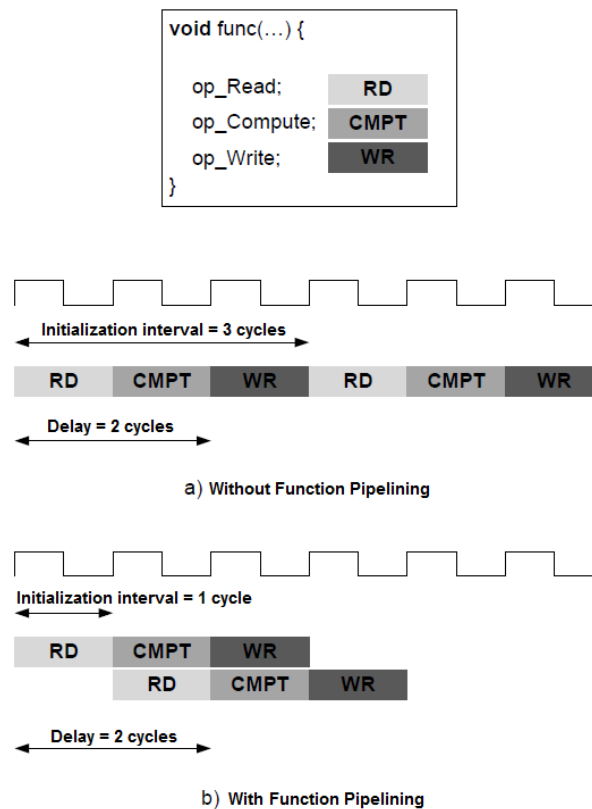 void func(…) {
op_Read; RD
op_Compute; CMPT
op_Write; WR
}
Initialization interval = 3 cycles
RD CMPT WR RD CMPT WR
Delay = 2 cycles
a) Without Function Pipelining
Initialization interval = 1 cycle
RD CMPT WR
RD CMPT WR
Delay = 2 cycles
b) With Function Pipelining